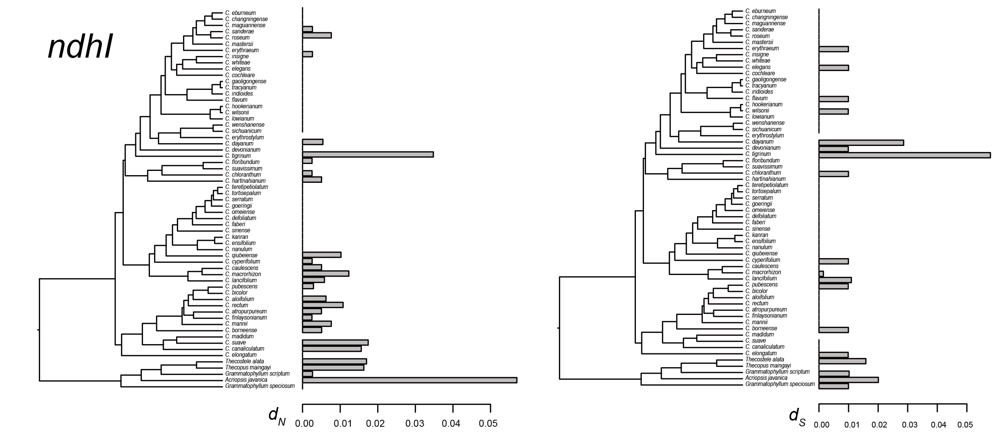 ndhI
C. eburneum
C. changningense
C. maguannense
C. sanderae
C. roseum
C. mastersii
C. erythraeum
C. insigne
C. whiteae
C. elegans
C. cochleare
C. gaoligongense
C. tracyanum
C. iridioides
C. flavum
C. hookerianum
C. wilsonii
C. lowianum
C. wenshanense
C. sichuanicum
C. erythrostylum
C. dayanum
C. devonianum
C. tigrinum
C. floribundum
C. suavissimum
C. chloranthum
C. hartinahianum
C. teretipetiolatum
C. tortisepalum
C. serratum
C. goeringii
C. omeiense
C. defoliatum
C. faberi
C. sinense
C. kanran
C. ensifolium
C. nanulum
C. qiubeiense
C. cyperifolium
C. caulescens
C. macrorhizon
C. lancifolium
C. pubescens
C. bicolor
C. aloifolium
C. rectum
C. atropurpureum
C. finlaysonianum
C. mannii
C. borneense
C. madidum
C. suave
C. canaliculatum
C. elongatum
Thecostele alata
Thecopus maingayi
Grammatophyllum scriptum
Acriopsis javanica
Grammatophyllum speciosum
dN
0.00 0.01 0.02 0.03 0.04 0.05
C. eburneum
C. changningense
C. maguannense
C. sanderae
C. roseum
C. mastersii
C. erythraeum
C. insigne
C. whiteae
C. elegans
C. cochleare
C. gaoligongense
C. tracyanum
C. iridioides
C. flavum
C. hookerianum
C. wilsonii
C. lowianum
C. wenshanense
C. sichuanicum
C. erythrostylum
C. dayanum
C. devonianum
C. tigrinum
C. floribundum
C. suavissimum
C. chloranthum
C. hartinahianum
C. teretipetiolatum
C. tortisepalum
C. serratum
C. goeringii
C. omeiense
C. defoliatum
C. faberi
C. sinense
C. kanran
C. ensifolium
C. nanulum
C. qiubeiense
C. cyperifolium
C. caulescens
C. macrorhizon
C. lancifolium
C. pubescens
C. bicolor
C. aloifolium
C. rectum
C. atropurpureum
C. finlaysonianum
C. mannii
C. borneense
C. madidum
C. suave
C. canaliculatum
C. elongatum
Thecostele alata
Thecopus maingayi
Grammatophyllum scriptum
Acriopsis javanica
Grammatophyllum speciosum
dS
0.00 0.01 0.02 0.03 0.04 0.05